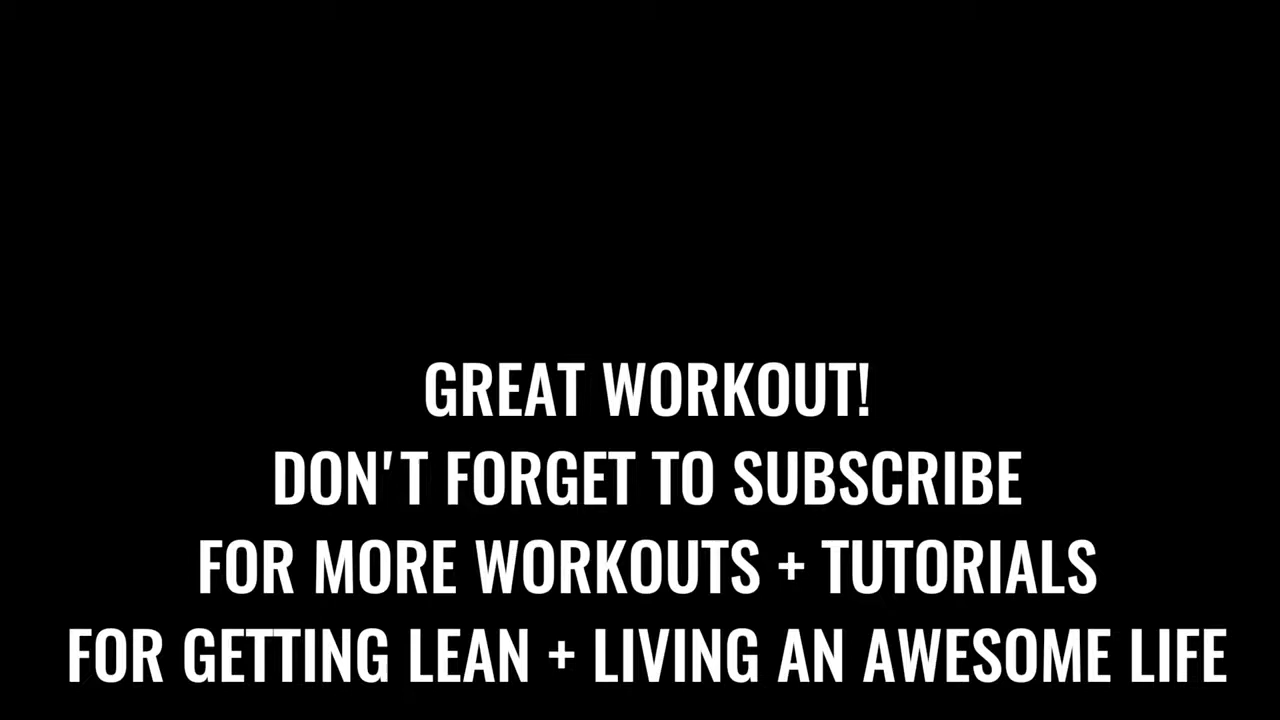 GREAT WORKOUT!
DON'T FORGET TO SUBSCRIBE
FOR MORE WORKOUTS + TUTORIALS
FOR GETTING LEAN + LIVING AN AWESOME LIFE